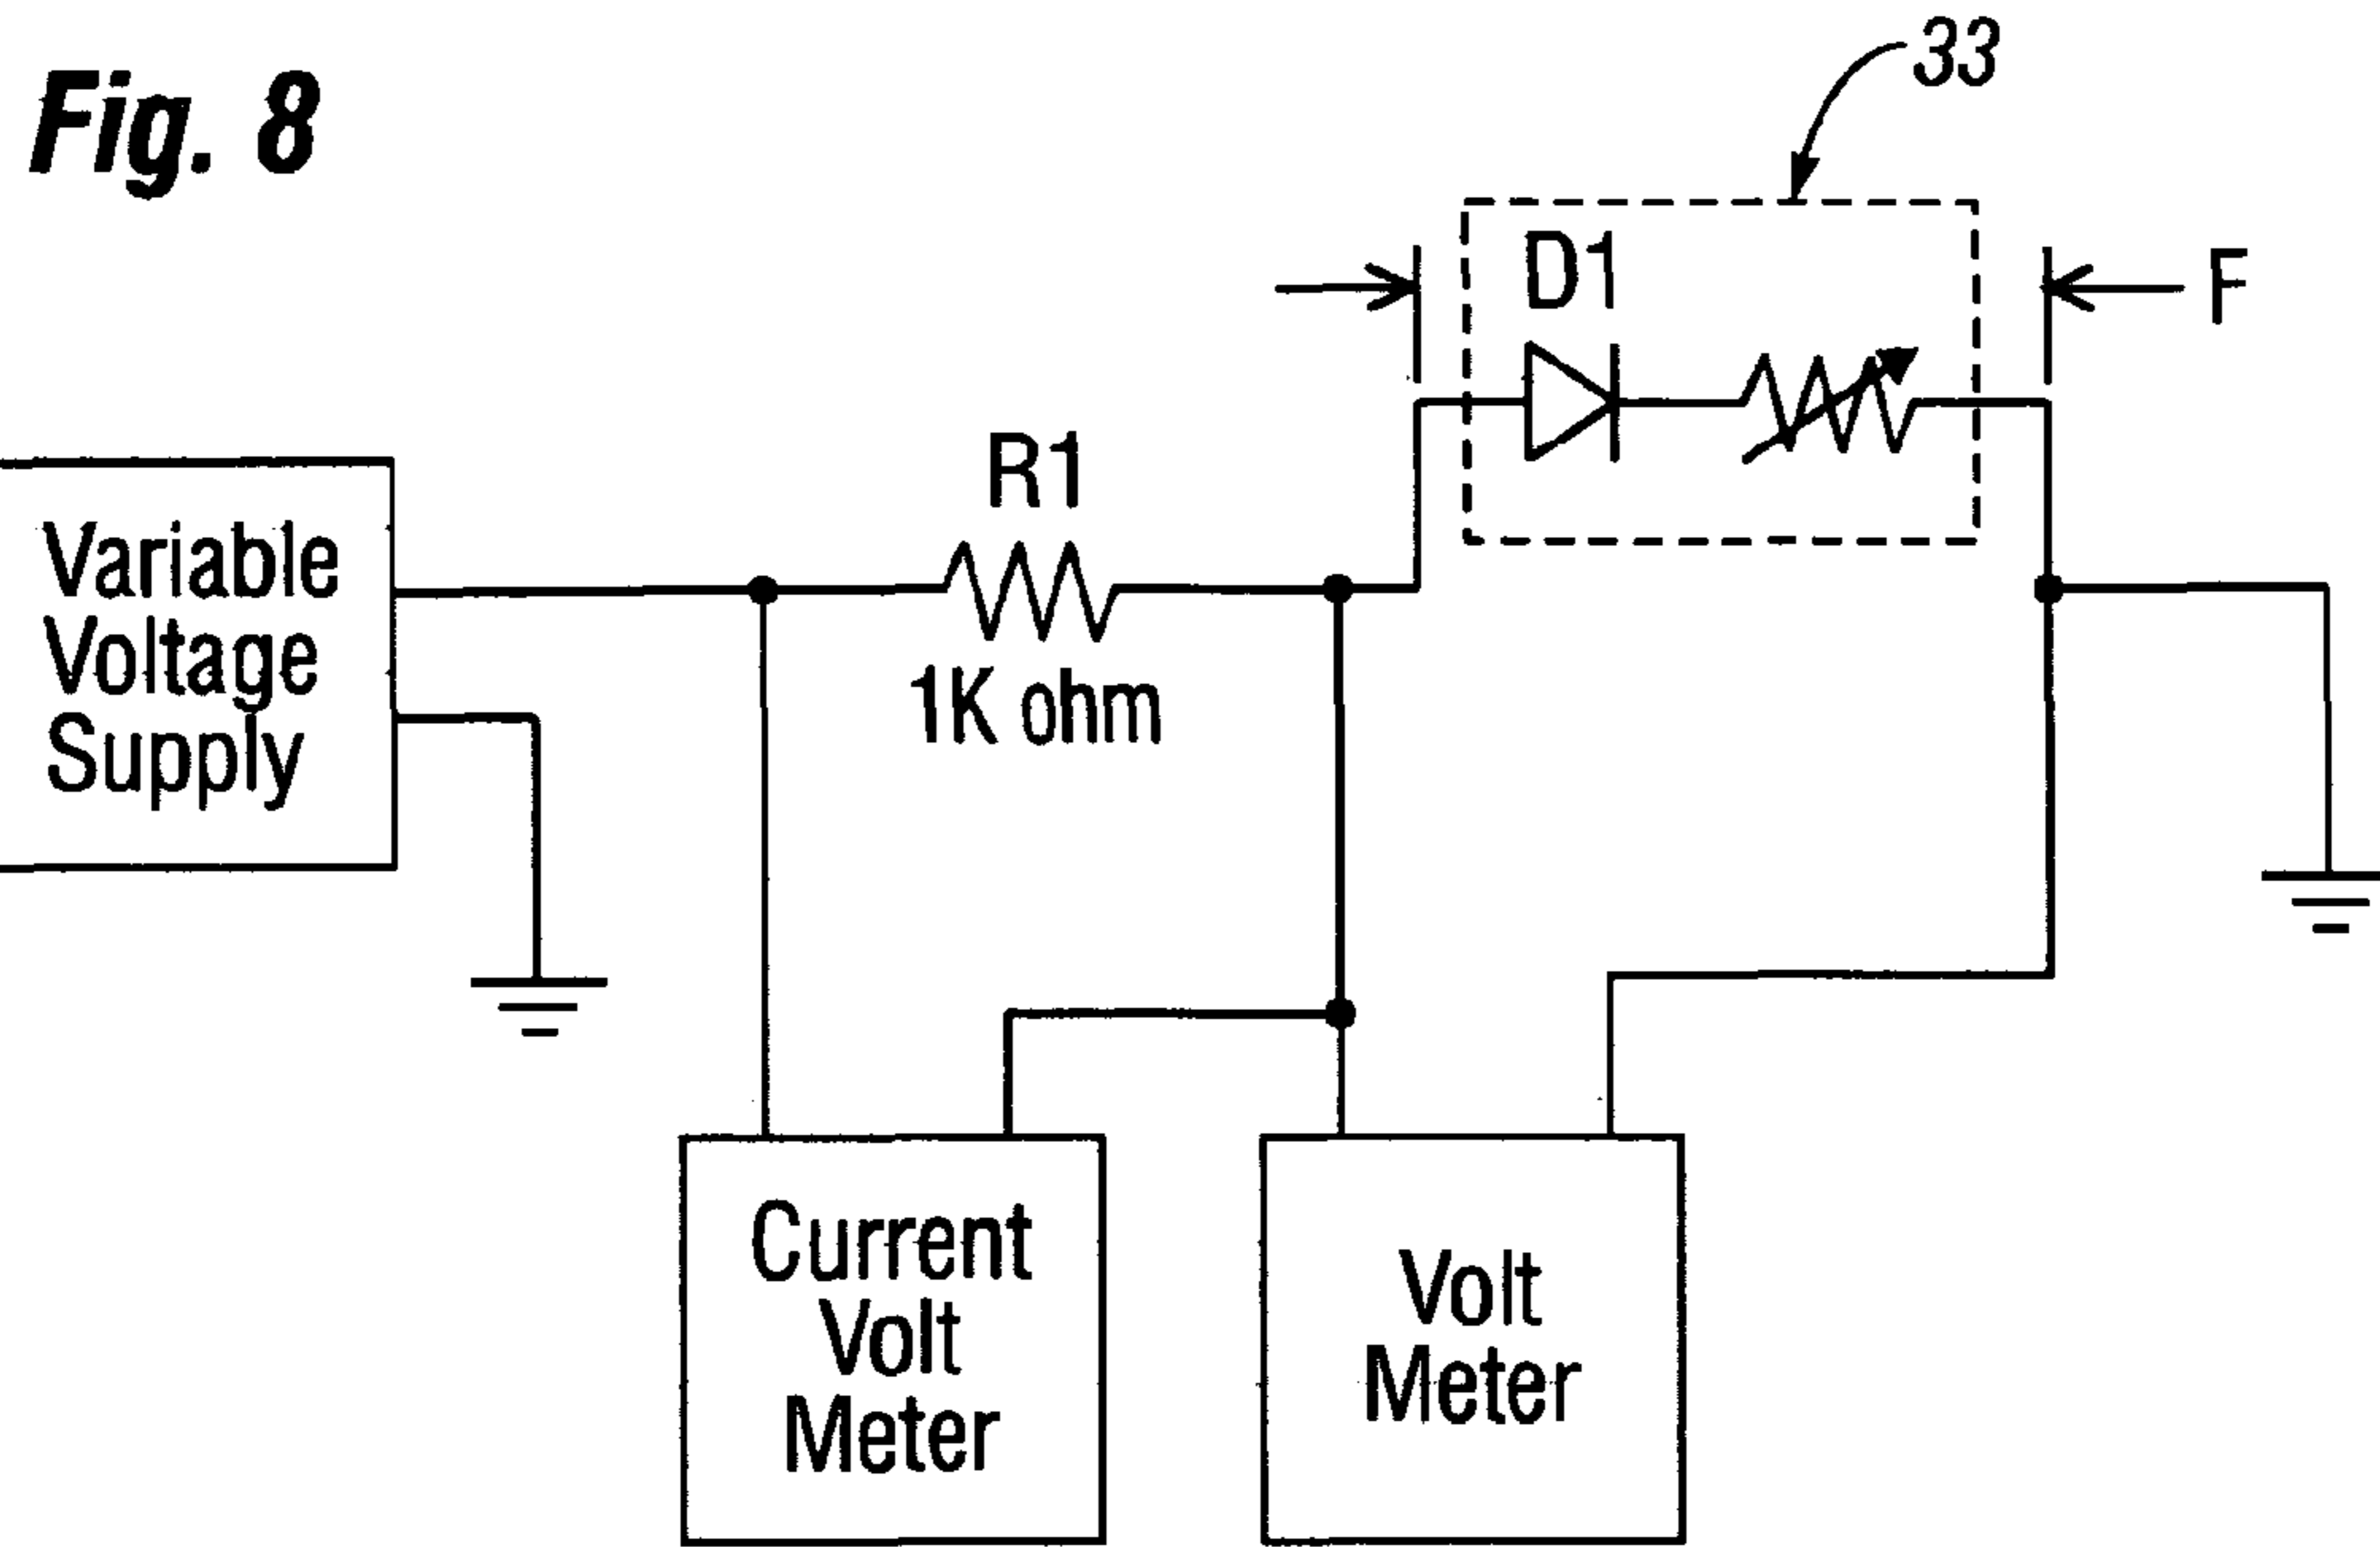 Fig. 8
33
D1
F
R1
1K ohm
Variable
Voltage
Supply
Current
Volt
Meter
Volt
Meter